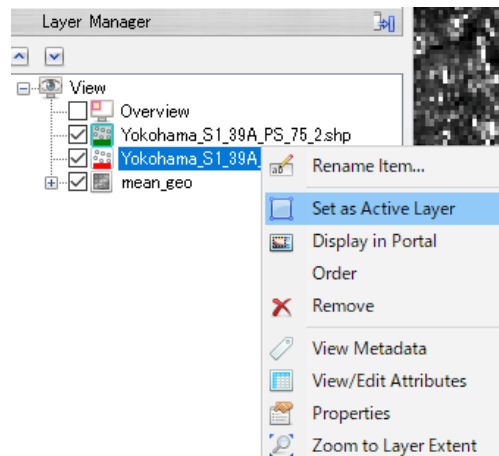 Layer Manager
View
Overview
Yokohama_S1_39A_PS_75_2.shp
Yokohama_S1_39A
mean_geo
Rename Item...
Set as Active Layer
Display in Portal
Order
Remove
View Metadata
View/Edit Attributes
Properties
Zoom to Layer Extent